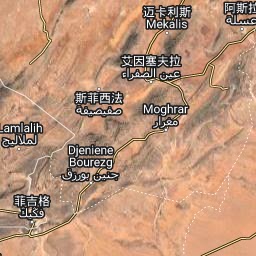 迈卡利斯
Mekalis
阿斯拉
عسلة
艾因塞夫拉
عين الصفراء
斯菲西法
صفيصيفة
Moghrar
مغرار
Lamlalih
لملاليح
Djeniene
Bourezg
جنين بورزق
菲吉格
فكيك